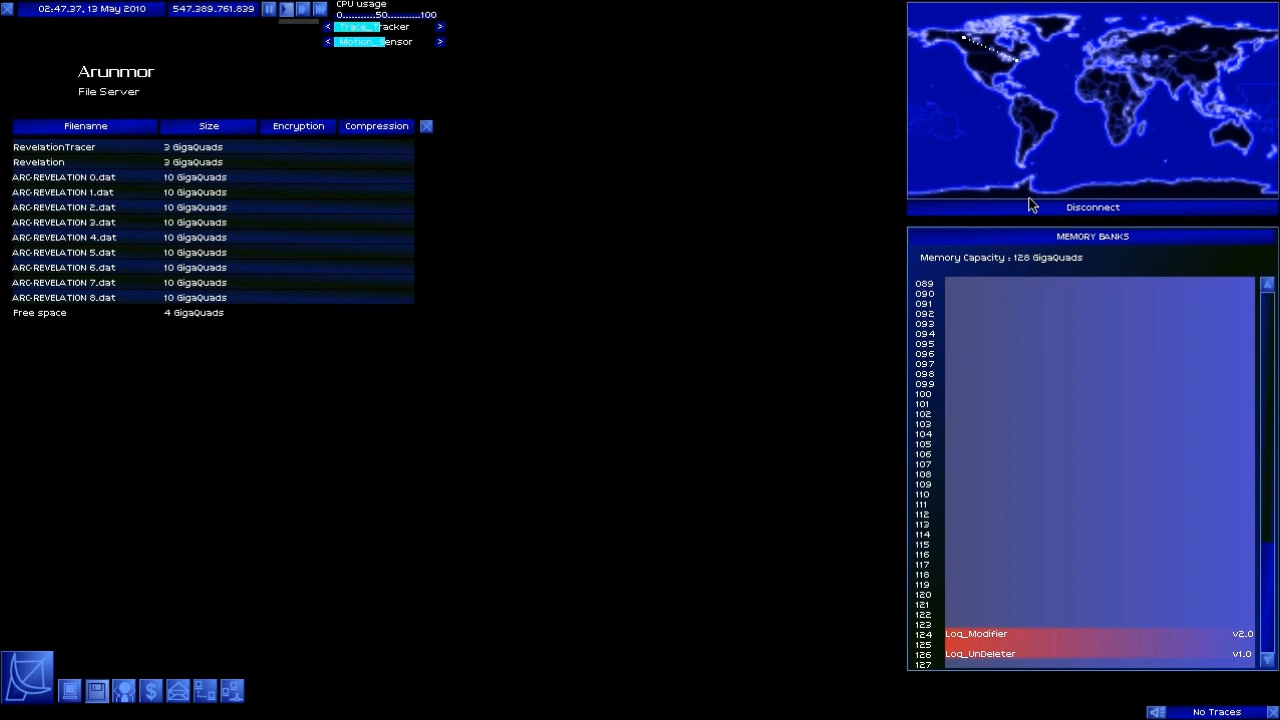 02:47.37, 13 May 2010
547.389.761.839
CPU usage
0..........50..........100
< Trace_Tracker >
< Motion_Sensor >
Arunmor
File Server
Filename Size Encryption Compression
RevelationTracer 3 GigaQuads
Revelation 3 GigaQuads
ARC-REVELATION 0.dat 10 GigaQuads
ARC-REVELATION 1.dat 10 GigaQuads
ARC-REVELATION 2.dat 10 GigaQuads
ARC-REVELATION 3.dat 10 GigaQuads
ARC-REVELATION 4.dat 10 GigaQuads
ARC-REVELATION 5.dat 10 GigaQuads
ARC-REVELATION 6.dat 10 GigaQuads
ARC-REVELATION 7.dat 10 GigaQuads
ARC-REVELATION 8.dat 10 GigaQuads
Free space 4 GigaQuads
Disconnect
MEMORY BANKS
Memory Capacity : 128 GigaQuads
089
090
091
092
093
094
095
096
097
098
099
100
101
102
103
104
105
106
107
108
109
110
111
112
113
114
115
116
117
118
119
120
121
122
123
124 Log_Modifier v2.0
125
126 Log_UnDeleter v1.0
127
$
No Traces